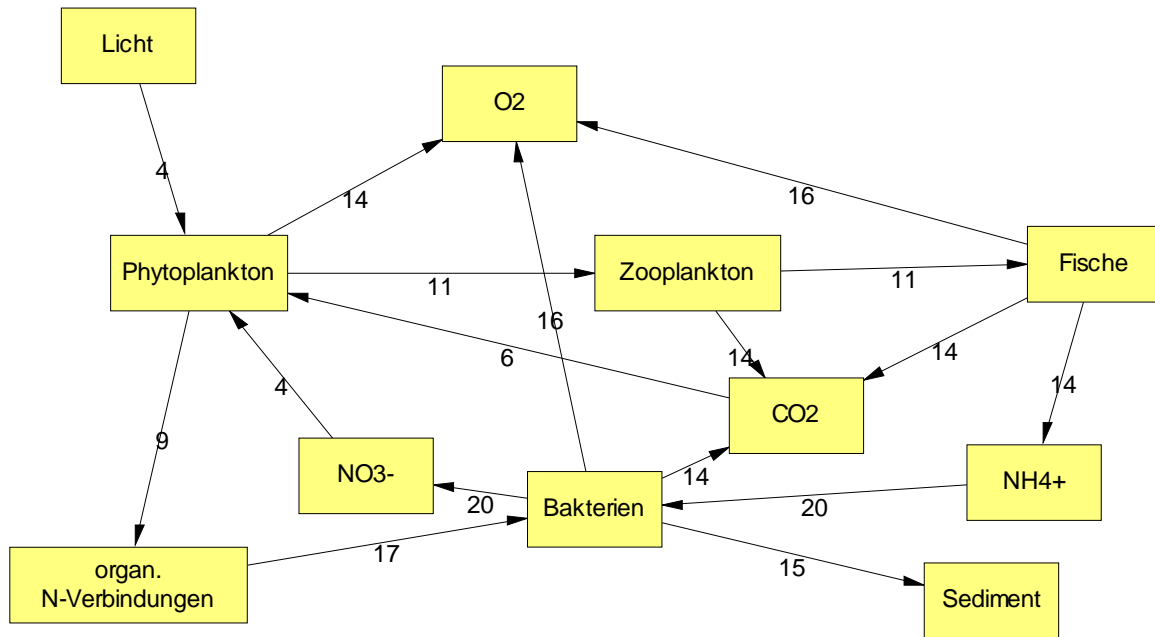 Licht
O2
4
14
16
Phytoplankton
Zooplankton
Fische
11
11
16
6
14
14
4
14
CO2
9
NO3-
14
NH4+
20
Bakterien
20
17
15
organ.
N-Verbindungen
Sediment